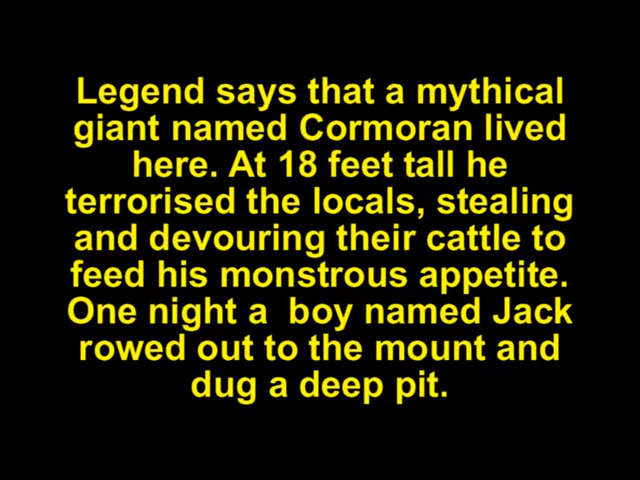 Legend says that a mythical
giant named Cormoran lived
here. At 18 feet tall he
terrorised the locals, stealing
and devouring their cattle to
feed his monstrous appetite.
One night a  boy named Jack
rowed out to the mount and
dug a deep pit.